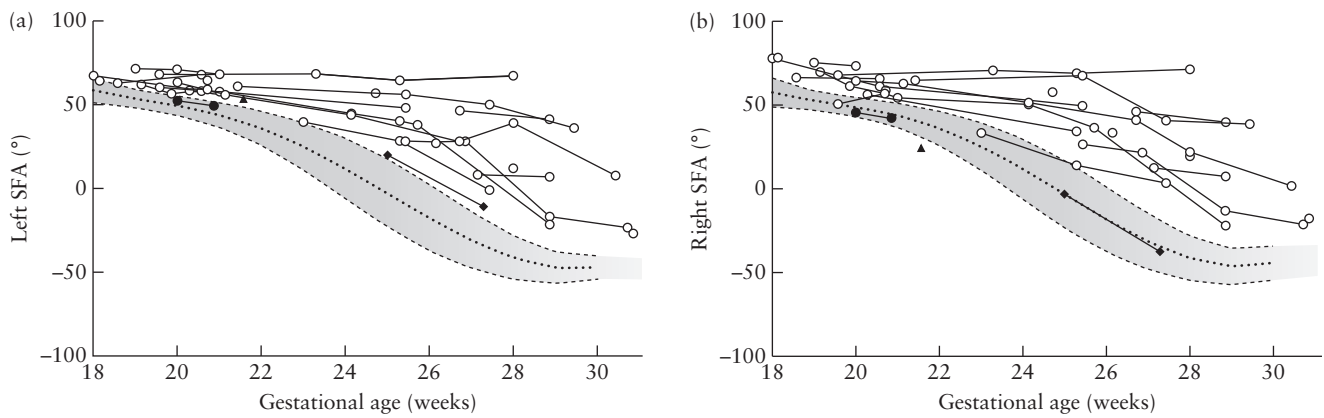 (a)
100
50
0
−50
−100
Left SFA (°)
18 20 22 24 26 28 30
Gestational age (weeks)
(b)
100
50
0
−50
−100
Right SFA (°)
18 20 22 24 26 28 30
Gestational age (weeks)